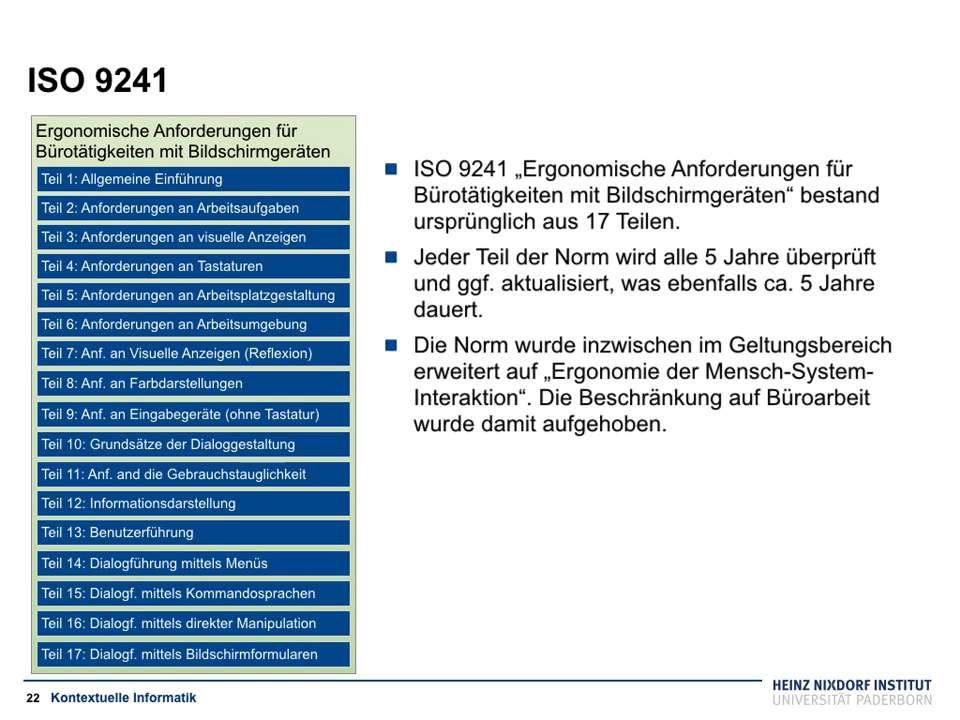 ISO 9241
Ergonomische Anforderungen für
Bürotätigkeiten mit Bildschirmgeräten
Teil 1: Allgemeine Einführung
Teil 2: Anforderungen an Arbeitsaufgaben
Teil 3: Anforderungen an visuelle Anzeigen
Teil 4: Anforderungen an Tastaturen
Teil 5: Anforderungen an Arbeitsplatzgestaltung
Teil 6: Anforderungen an Arbeitsumgebung
Teil 7: Anf. an Visuelle Anzeigen (Reflexion)
Teil 8: Anf. an Farbdarstellungen
Teil 9: Anf. an Eingabegeräte (ohne Tastatur)
Teil 10: Grundsätze der Dialoggestaltung
Teil 11: Anf. and die Gebrauchstauglichkeit
Teil 12: Informationsdarstellung
Teil 13: Benutzerführung
Teil 14: Dialogführung mittels Menüs
Teil 15: Dialogf. mittels Kommandosprachen
Teil 16: Dialogf. mittels direkter Manipulation
Teil 17: Dialogf. mittels Bildschirmformularen
ISO 9241 „Ergonomische Anforderungen für
Bürotätigkeiten mit Bildschirmgeräten“ bestand
ursprünglich aus 17 Teilen.
Jeder Teil der Norm wird alle 5 Jahre überprüft
und ggf. aktualisiert, was ebenfalls ca. 5 Jahre
dauert.
Die Norm wurde inzwischen im Geltungsbereich
erweitert auf „Ergonomie der Mensch-System-
Interaktion“. Die Beschränkung auf Büroarbeit
wurde damit aufgehoben.
22 Kontextuelle Informatik
HEINZ NIXDORF INSTITUT
UNIVERSITÄT PADERBORN